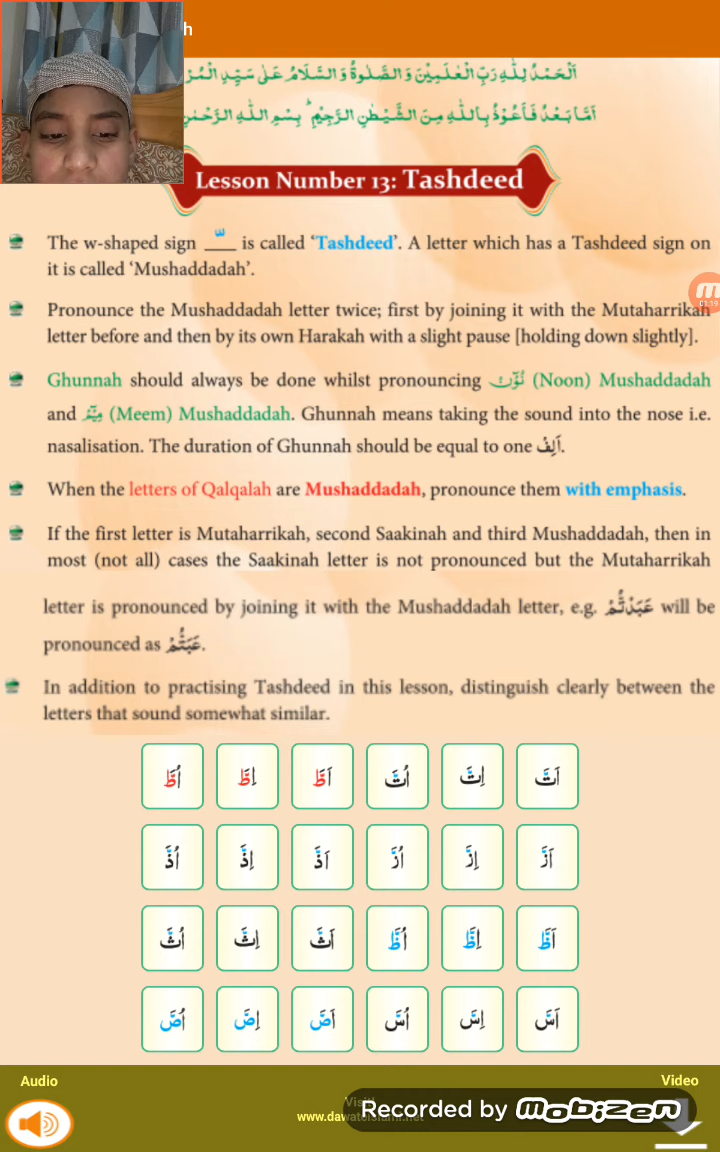 h
اَلْحَمْدُ لِلّٰهِ رَبِّ الْعٰلَمِيْنَ وَ الصَّلٰوةُ وَ السَّلَامُ عَلٰى سَيِّدِ الْمُرْ
اَمَّا بَعْدُ فَاَعُوْذُ بِاللّٰهِ مِنَ الشَّيْطٰنِ الرَّجِيْمِ ؕ بِسْمِ اللّٰهِ الرَّحْمٰنِ
Lesson Number 13: Tashdeed
The w-shaped sign __ّ__ is called ‘Tashdeed’. A letter which has a Tashdeed sign on
it is called ‘Mushaddadah’.
Pronounce the Mushaddadah letter twice; first by joining it with the Mutaharrikah
letter before and then by its own Harakah with a slight pause [holding down slightly].
Ghunnah should always be done whilst pronouncing نُوْن (Noon) Mushaddadah
and مِيْم (Meem) Mushaddadah. Ghunnah means taking the sound into the nose i.e.
nasalisation. The duration of Ghunnah should be equal to one اَلِفْ.
When the letters of Qalqalah are Mushaddadah, pronounce them with emphasis.
If the first letter is Mutaharrikah, second Saakinah and third Mushaddadah, then in
most (not all) cases the Saakinah letter is not pronounced but the Mutaharrikah
letter is pronounced by joining it with the Mushaddadah letter, e.g. عَبَدْتُّمْ will be
pronounced as عَبَتُّمْ.
In addition to practising Tashdeed in this lesson, distinguish clearly between the
letters that sound somewhat similar.
اَتَّ اِتَّ اُتَّ اَطَّ اِطَّ اُطَّ
اَزَّ اِزَّ اُزَّ اَذَّ اِذَّ اُذَّ
اَظَّ اِظَّ اُظَّ اَثَّ اِثَّ اُثَّ
اَسَّ اِسَّ اُسَّ اَضَّ اِضَّ اُضَّ
Audio
Video
Visit:
www.dawateislami.net
Recorded by Mobizen
01:19